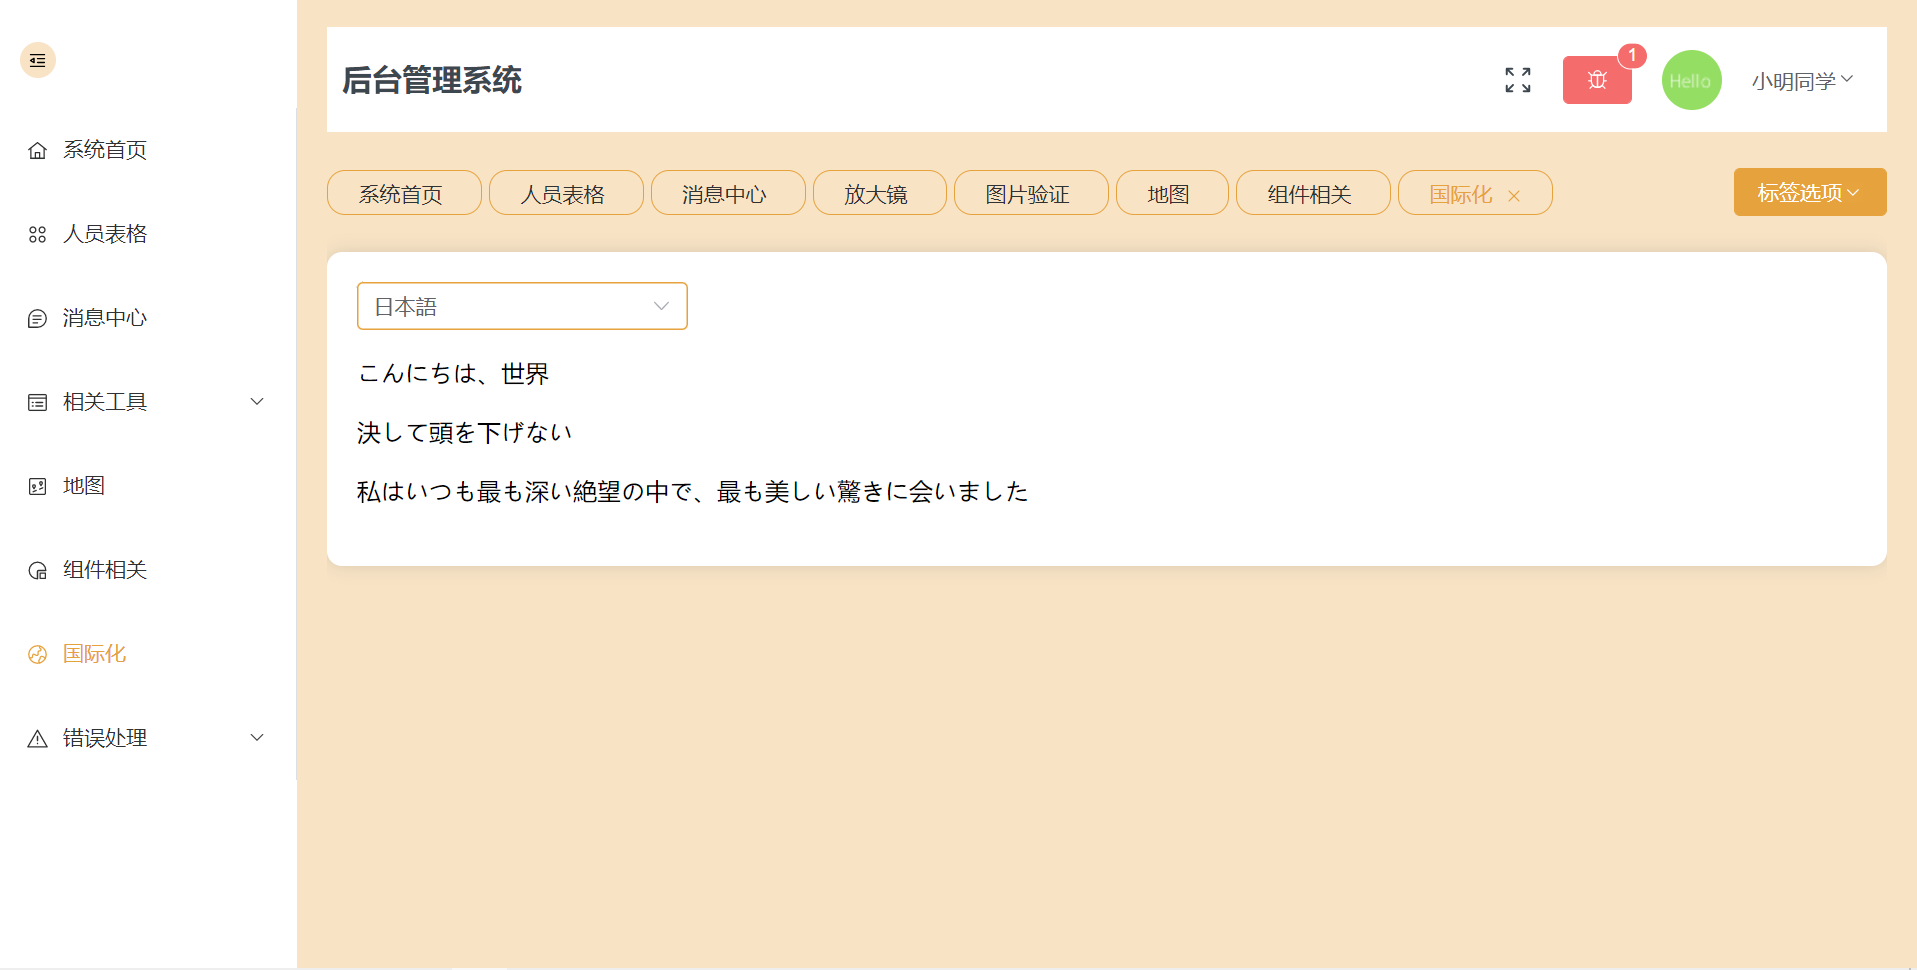 后台管理系统
1
Hello
小明同学
系统首页
人员表格
消息中心
相关工具
地图
组件相关
国际化
错误处理
系统首页 人员表格 消息中心 放大镜 图片验证 地图 组件相关 国际化 标签选项
日本語
こんにちは、世界
決して頭を下げない
私はいつも最も深い絶望の中で、最も美しい驚きに会いました